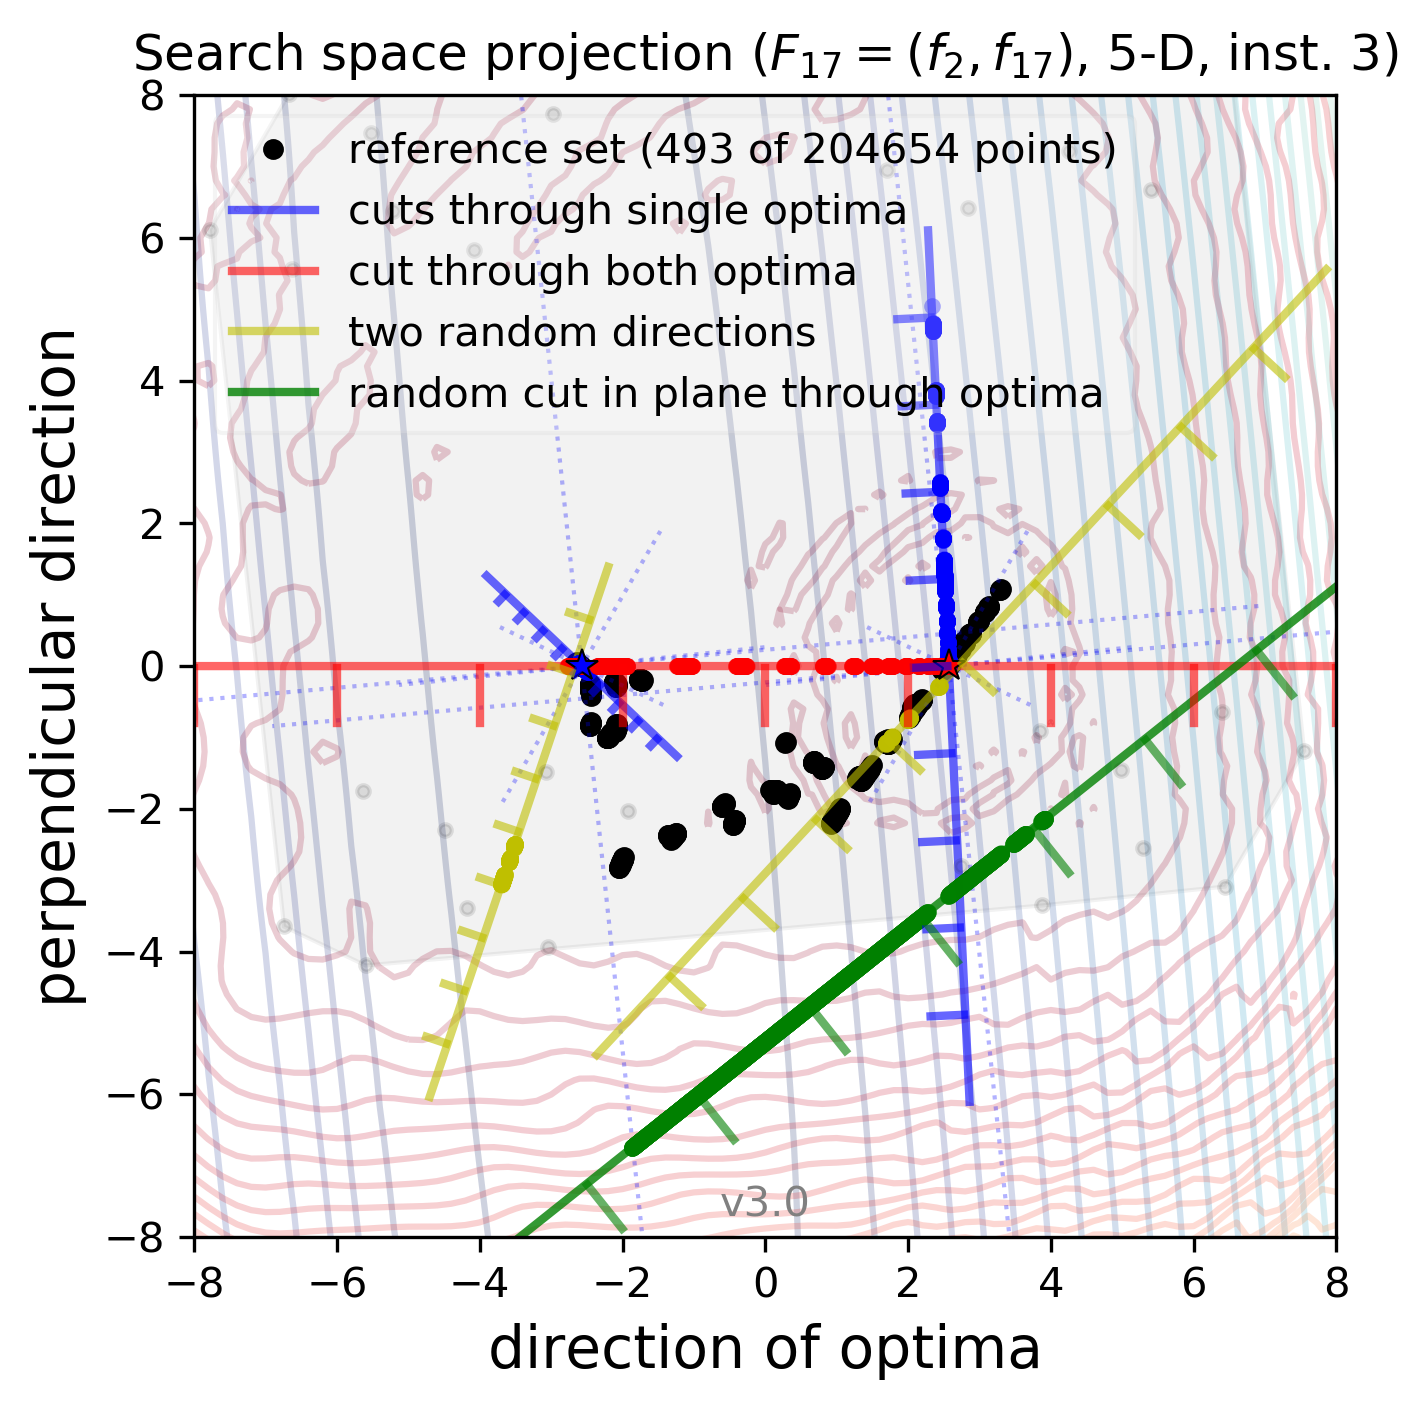 Search space projection (F₁₇ = (f₂, f₁₇), 5-D, inst. 3)
8
6
4
2
0
−2
−4
−6
−8
perpendicular direction
reference set (493 of 204654 points)
cuts through single optima
cut through both optima
two random directions
random cut in plane through optima
v3.0
−8 −6 −4 −2 0 2 4 6 8
direction of optima